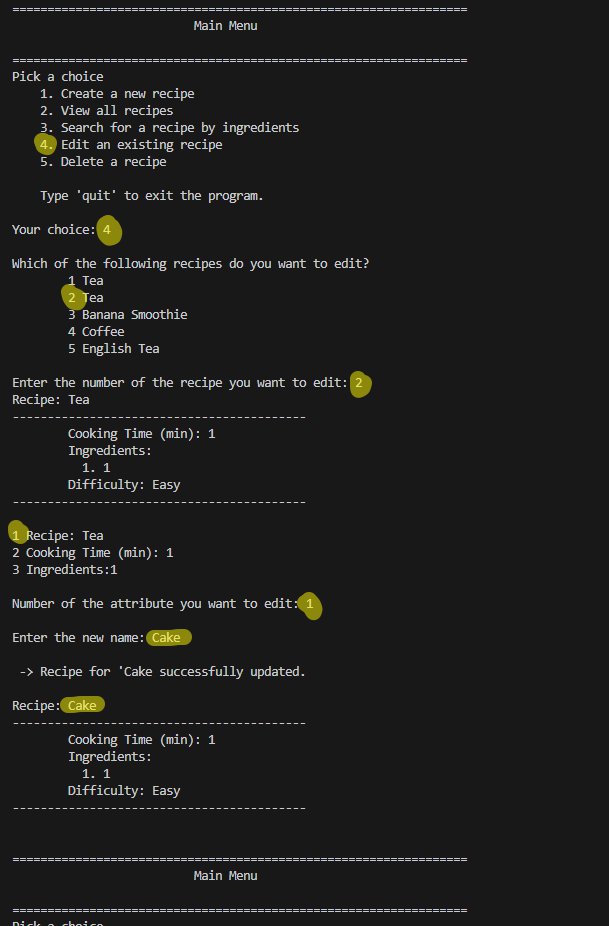 =================================================================
Main Menu
=================================================================
Pick a choice
1. Create a new recipe
2. View all recipes
3. Search for a recipe by ingredients
4. Edit an existing recipe
5. Delete a recipe
Type 'quit' to exit the program.
Your choice: 4
Which of the following recipes do you want to edit?
1 Tea
2 Tea
3 Banana Smoothie
4 Coffee
5 English Tea
Enter the number of the recipe you want to edit: 2
Recipe: Tea
------------------------------------------
Cooking Time (min): 1
Ingredients:
1. 1
Difficulty: Easy
------------------------------------------
1 Recipe: Tea
2 Cooking Time (min): 1
3 Ingredients:1
Number of the attribute you want to edit: 1
Enter the new name: Cake
-> Recipe for 'Cake successfully updated.
Recipe: Cake
------------------------------------------
Cooking Time (min): 1
Ingredients:
1. 1
Difficulty: Easy
------------------------------------------
=================================================================
Main Menu
=================================================================
Pick a choice